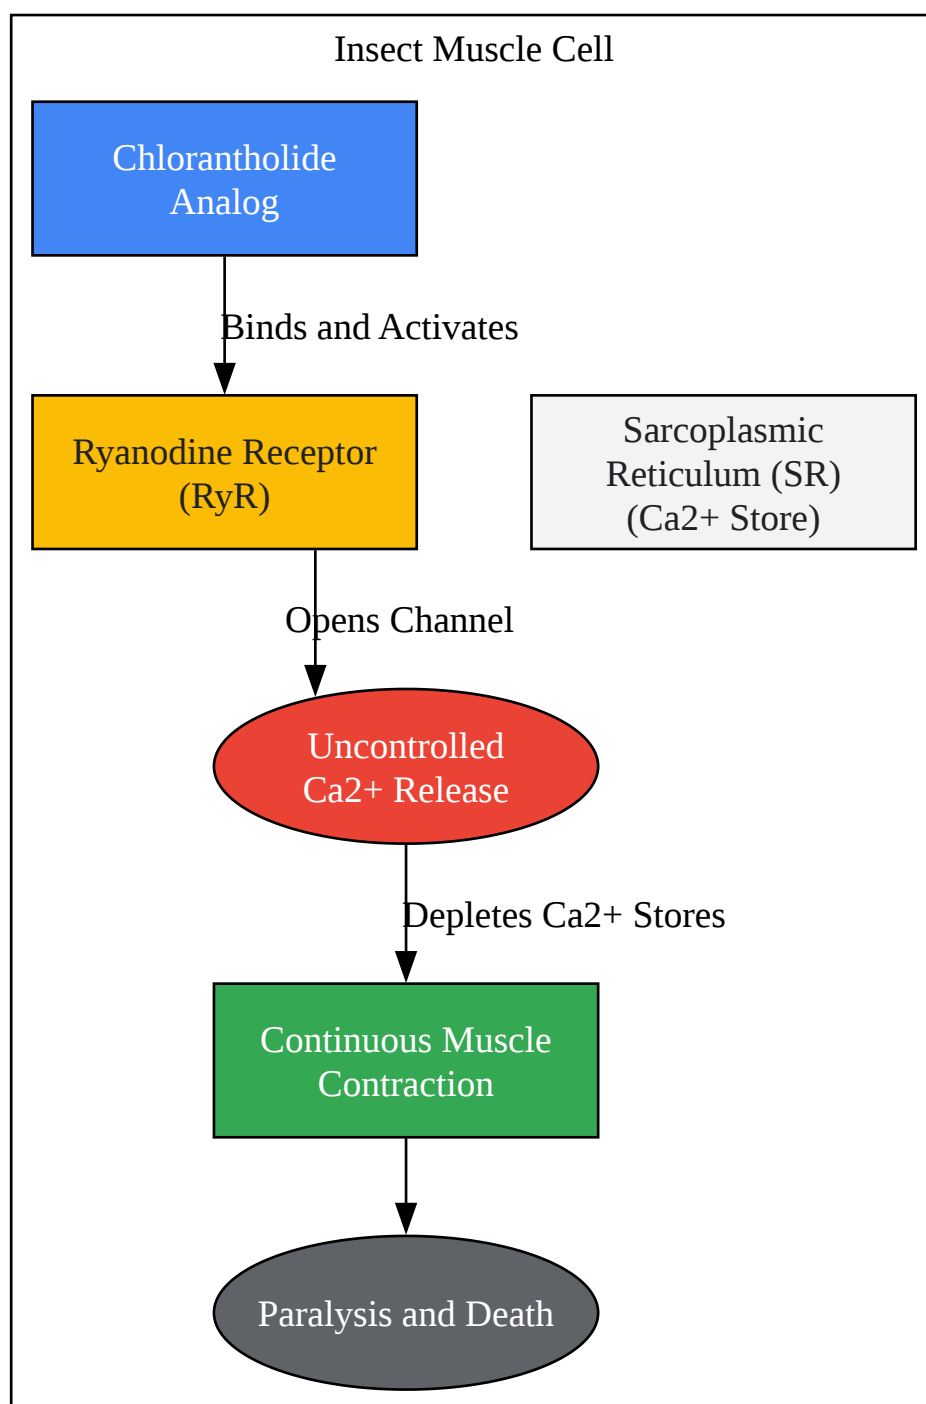 Insect Muscle Cell
Chlorantholide
Analog
Binds and Activates
Ryanodine Receptor
(RyR)
Sarcoplasmic
Reticulum (SR)
(Ca2+ Store)
Opens Channel
Uncontrolled
Ca2+ Release
Depletes Ca2+ Stores
Continuous Muscle
Contraction
Paralysis and Death